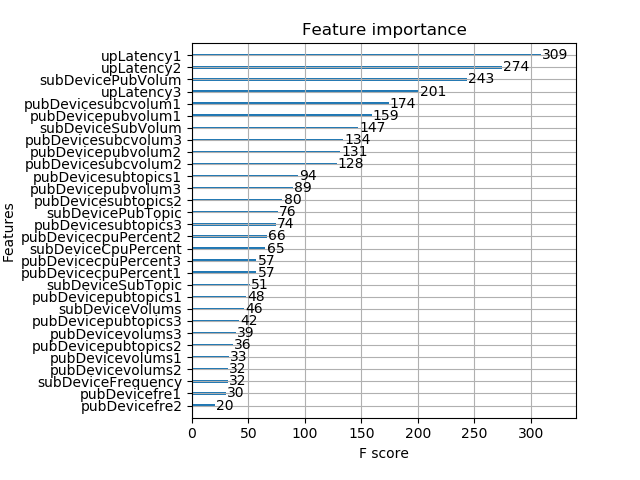 Feature importance
upLatency1 309
upLatency2 274
subDevicePubVolum 243
upLatency3 201
pubDevicesubcvolum1 174
pubDevicepubvolum1 159
subDeviceSubVolum 147
pubDevicesubcvolum3 134
pubDevicepubvolum2 131
pubDevicesubcvolum2 128
pubDevicesubtopics1 94
pubDevicepubvolum3 89
pubDevicesubtopics2 80
subDevicePubTopic 76
pubDevicesubtopics3 74
pubDevicecpuPercent2 66
subDeviceCpuPercent 65
pubDevicecpuPercent3 57
pubDevicecpuPercent1 57
subDeviceSubTopic 51
pubDevicepubtopics1 48
subDeviceVolums 46
pubDevicepubtopics3 42
pubDevicevolums3 39
pubDevicepubtopics2 36
pubDevicevolums1 33
pubDevicevolums2 32
subDeviceFrequency 32
pubDevicefre1 30
pubDevicefre2 20
Features
0 50 100 150 200 250 300
F score